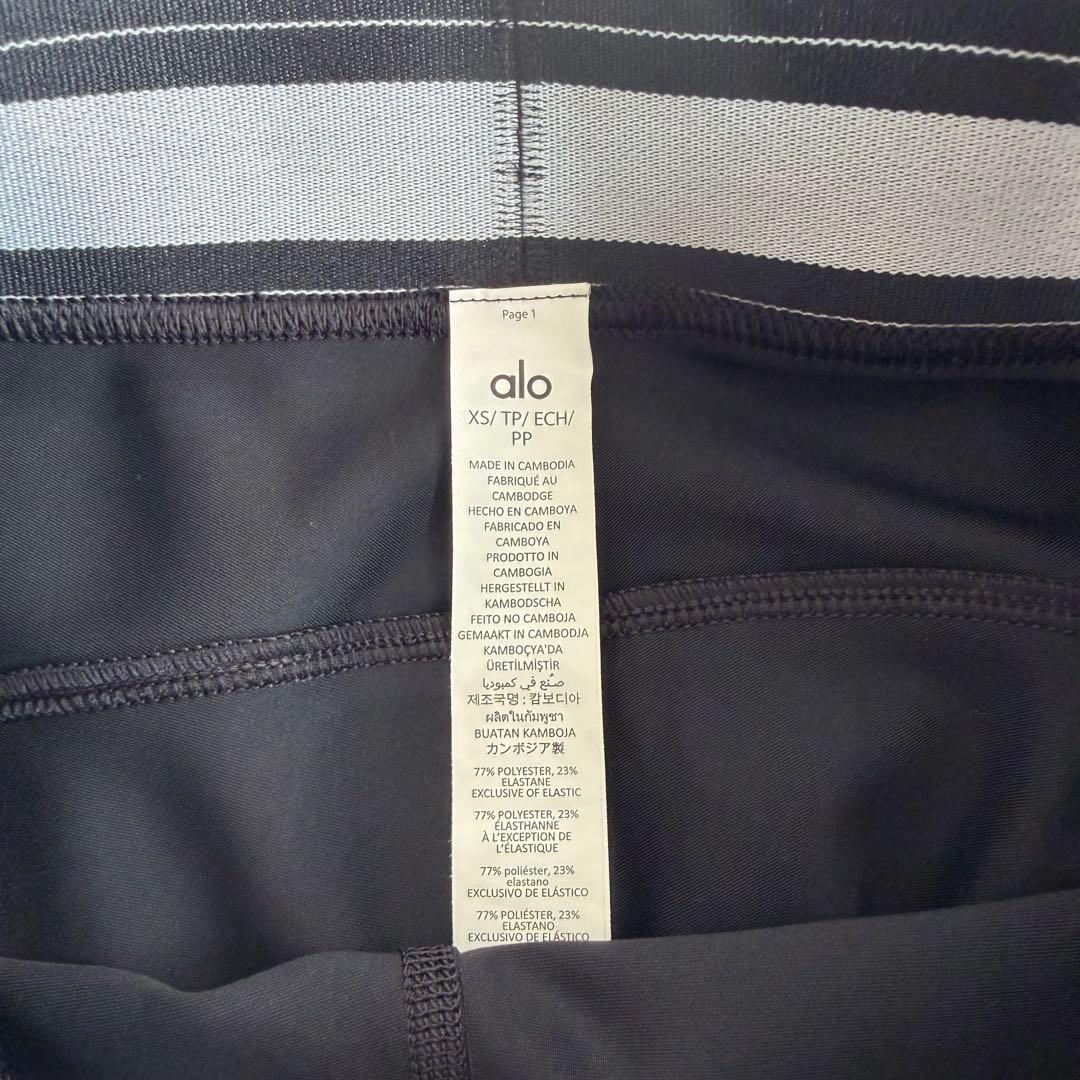 Page 1
alo
XS/ TP/ ECH/
PP
MADE IN CAMBODIA
FABRIQUÉ AU
CAMBODGE
HECHO EN CAMBOYA
FABRICADO EN
CAMBOYA
PRODOTTO IN
CAMBOGIA
HERGESTELLT IN
KAMBODSCHA
FEITO NO CAMBOJA
GEMAAKT IN CAMBODJA
KAMBOÇYA'DA
ÜRETİLMİŞTİR
صُنع في كمبوديا
제조국명 : 캄보디아
ผลิตในกัมพูชา
BUATAN KAMBOJA
カンボジア製
77% POLYESTER, 23%
ELASTANE
EXCLUSIVE OF ELASTIC
77% POLYESTER, 23%
ÉLASTHANNE
À L'EXCEPTION DE
L'ÉLASTIQUE
77% poliéster, 23%
elastano
EXCLUSIVO DE ELÁSTICO
77% POLIÉSTER, 23%
ELASTANO
EXCLUSIVO DE ELÁSTICO